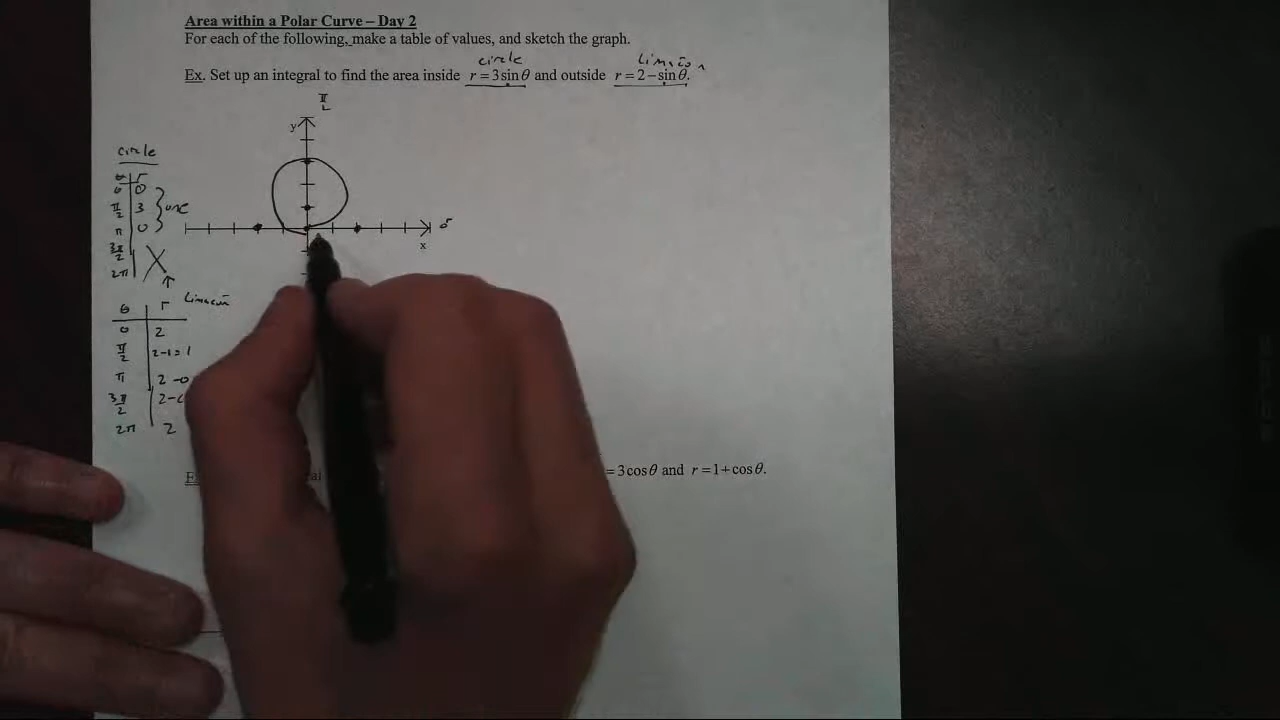 Area within a Polar Curve – Day 2
For each of the following, make a table of values, and sketch the graph.
circle
Limaçon
Ex. Set up an integral to find the area inside r = 3sinθ and outside r = 2 − sinθ.
π/2
y
x
circle
θ r
0 0
π/2 3
π 0
3π/2
2π
Limaçon
θ r
0 2
π/2 2-1=1
π 2-0
3π/2 2-
2π 2
= 3cosθ and r = 1 + cosθ.